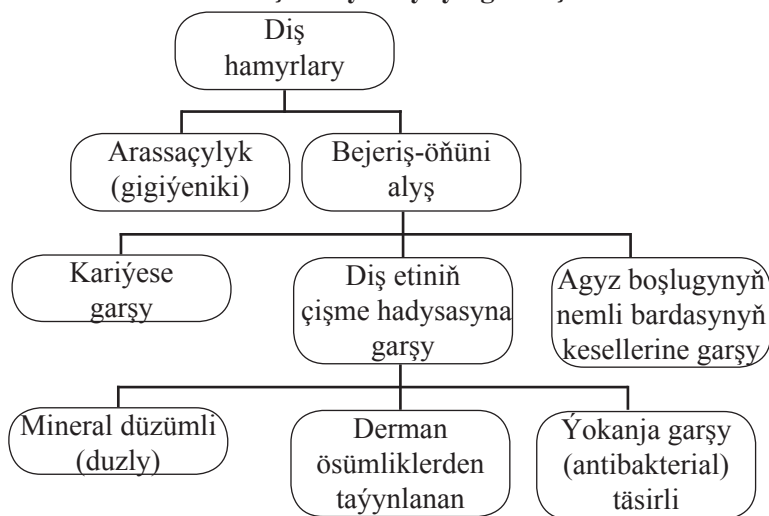 Diş
hamyrlary
Arassaçylyk
(gigiýeniki)
Bejeriş-öňüni
alyş
Kariýese
garşy
Diş etiniň
çişme hadysasyna
garşy
Agyz boşlugynyň
nemli bardasynyň
kesellerine garşy
Mineral düzümli
(duzly)
Derman
ösümliklerden
taýynlanan
Ýokanja garşy
(antibakterial)
täsirli